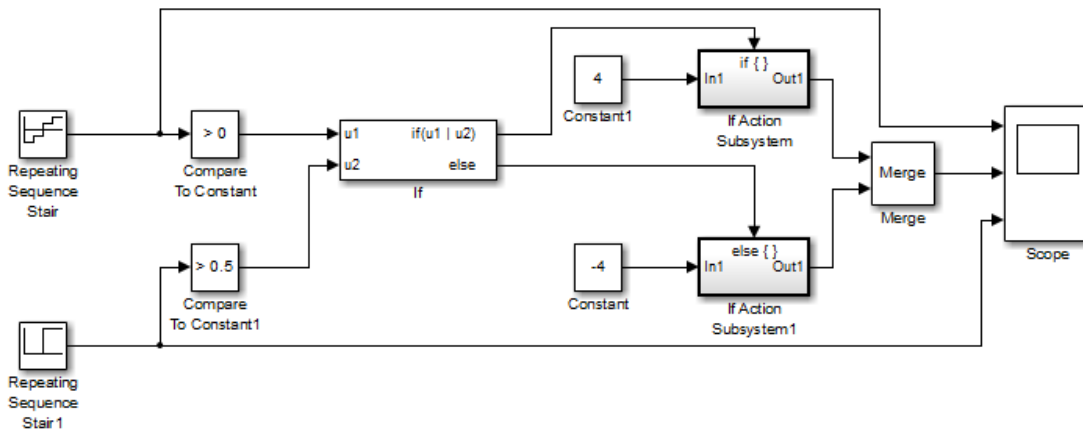 if { }
In1
Out1
4
Constant1
If Action
Subsystem
> 0
Repeating
Sequence
Stair
Compare
To Constant
u1
if(u1 | u2)
u2
else
If
Merge
Merge
Scope
> 0.5
Compare
To Constant1
-4
Constant
else { }
In1
Out1
If Action
Subsystem1
Repeating
Sequence
Stair1